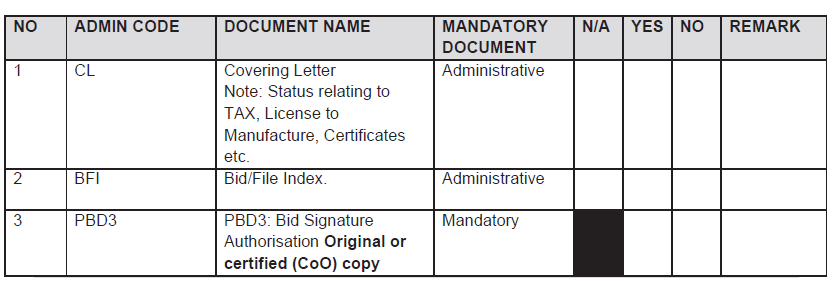 NO ADMIN CODE DOCUMENT NAME MANDATORY DOCUMENT N/A YES NO REMARK
1 CL Covering Letter Administrative
Note: Status relating to
TAX, License to
Manufacture, Certificates
etc.
2 BFI Bid/File Index. Administrative
3 PBD3 PBD3: Bid Signature Mandatory
Authorisation Original or
certified (CoO) copy